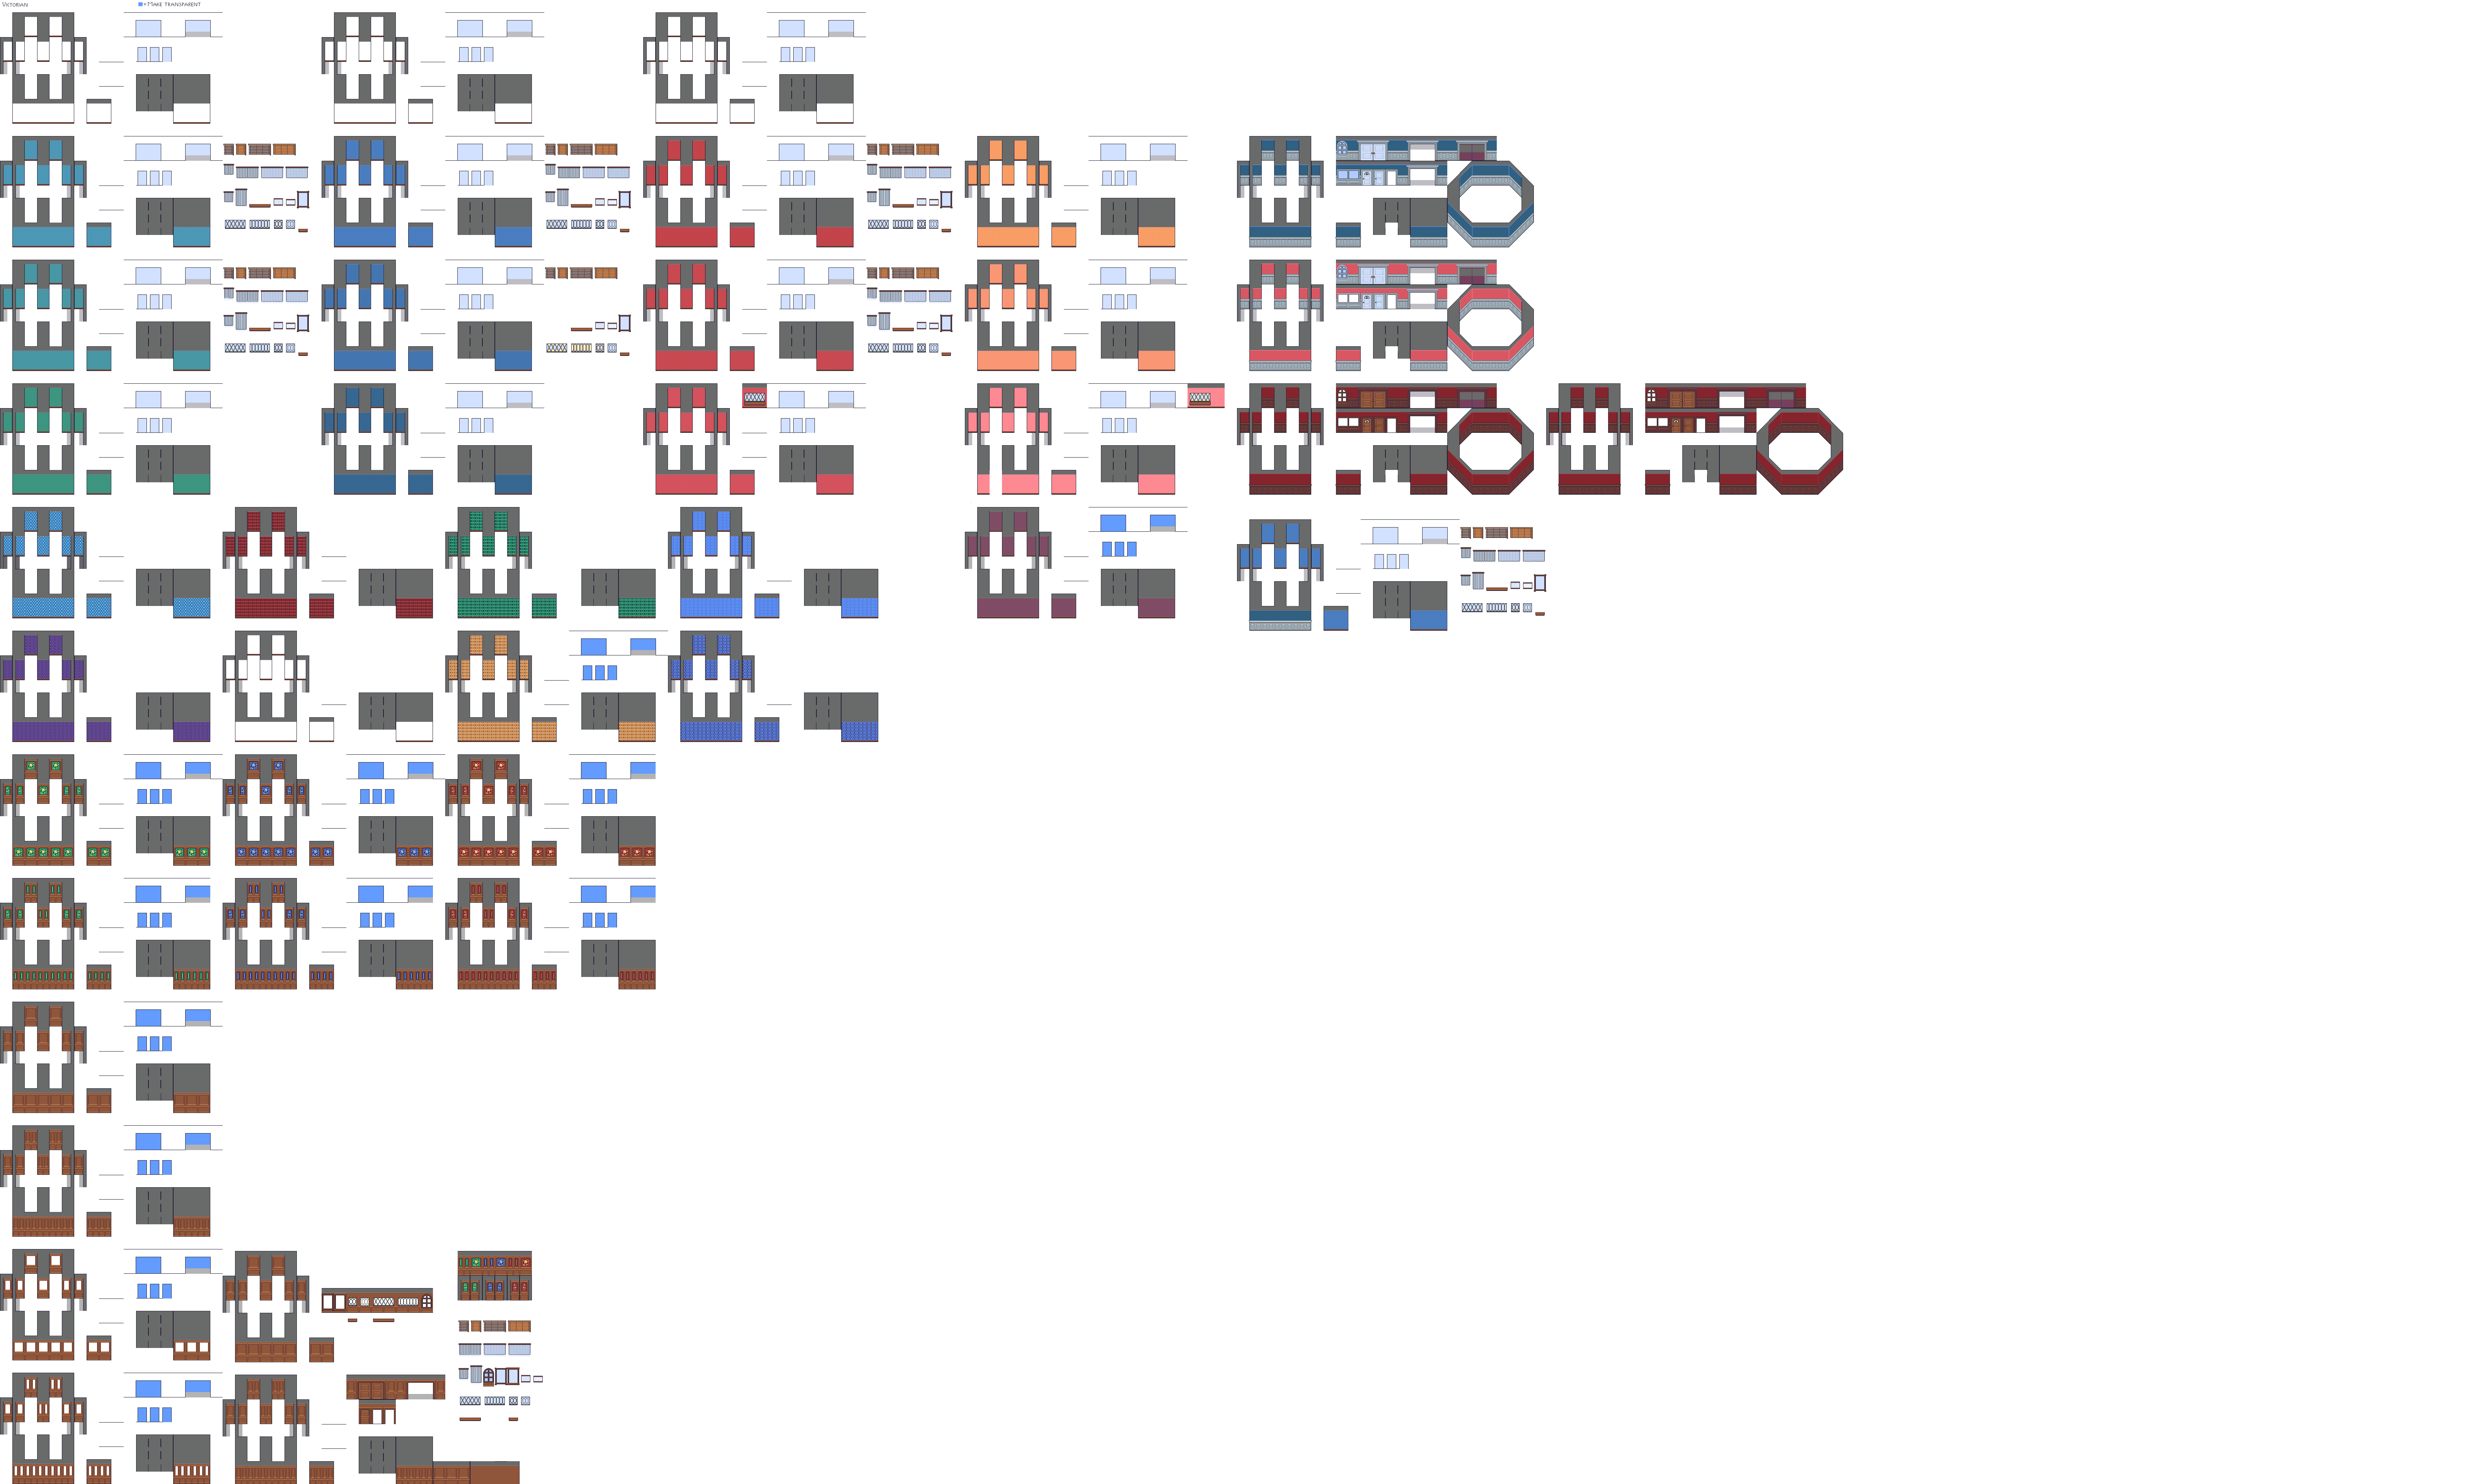 Victorian
= Make transparent